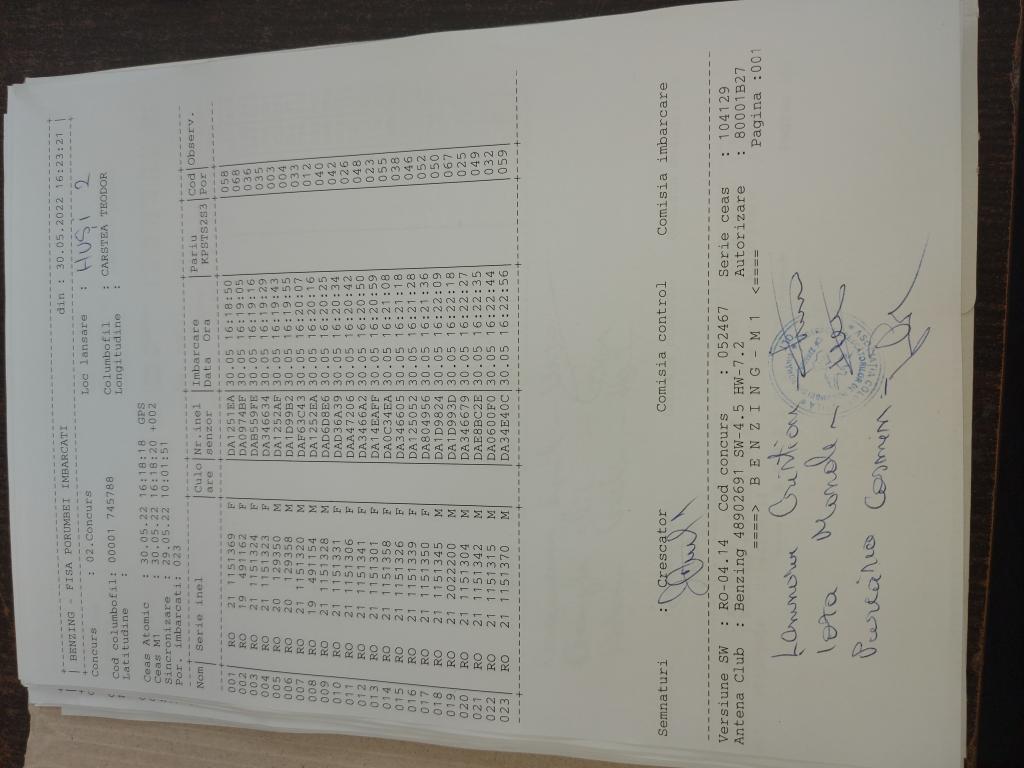 BENZING - FISA PORUMBEI IMBARCATI din : 30.05.2022 16:23:21
Concurs : 02.Concurs Loc lansare : HUȘI 2
Cod columbofil: 00001 745788 Columbofil : CARSTEA TEODOR
Latitudine : Longitudine :
Ceas Atomic : 30.05.22 16:18:18 GPS
Ceas M1 : 30.05.22 16:18:20 +002
Sincronizare : 29.05.22 10:01:51
Por imbarcati: 023
Nom| Serie inel |Culo|Nr.inel |Imbarcare |Pariu |Cod|Observ.
are |senzor |Data Ora | KPSTS2S3|Por|
001 RO 21 1151369 F DA1251EA 30.05 16:18:50 058
002 RO 19 491162 F DA0974BF 30.05 16:19:05 068
003 RO 21 1151324 F DAB559FE 30.05 16:19:16 036
004 RO 21 1151323 F DA346634 30.05 16:19:29 035
005 RO 20 129350 M DA1252AF 30.05 16:19:43 003
006 RO 20 129358 M DA1D99B2 30.05 16:19:55 004
007 RO 21 1151320 M DAF63C43 30.05 16:20:07 033
008 RO 19 491154 M DA1252EA 30.05 16:20:16 012
009 RO 21 1151328 M DAD6D8E6 30.05 16:20:25 040
010 RO 21 1151331 F DAD36A39 30.05 16:20:34 042
011 RO 21 1151306 F DAA47206 30.05 16:20:42 026
012 RO 21 1151341 F DA3466A2 30.05 16:20:50 048
013 RO 21 1151301 F DA14EAFF 30.05 16:20:59 023
014 RO 21 1151358 F DA0C34EA 30.05 16:21:08 055
015 RO 21 1151326 F DA346605 30.05 16:21:18 038
016 RO 21 1151339 F DA125052 30.05 16:21:28 046
017 RO 21 1151350 F DA804956 30.05 16:21:36 052
018 RO 21 1151345 M DA1D9824 30.05 16:22:09 050
019 RO 21 2022200 M DA1D993D 30.05 16:22:18 067
020 RO 21 1151304 M DA346679 30.05 16:22:27 025
021 RO 21 1151342 M DAE8BC2E 30.05 16:22:35 049
022 RO 21 1151315 M DA0600F0 30.05 16:22:44 032
023 RO 21 1151370 M DA34E40C 30.05 16:22:56 059
Semnaturi : Crescator Comisia control Comisia imbarcare
Versiune SW : RO-04.14 Cod concurs : 052467 Serie ceas : 104129
Antena Club : Benzing 48902691 SW-4.5 HW-7.2 Autorizare : 80001B27
====> B E N Z I N G M 1 <==== Pagina :001